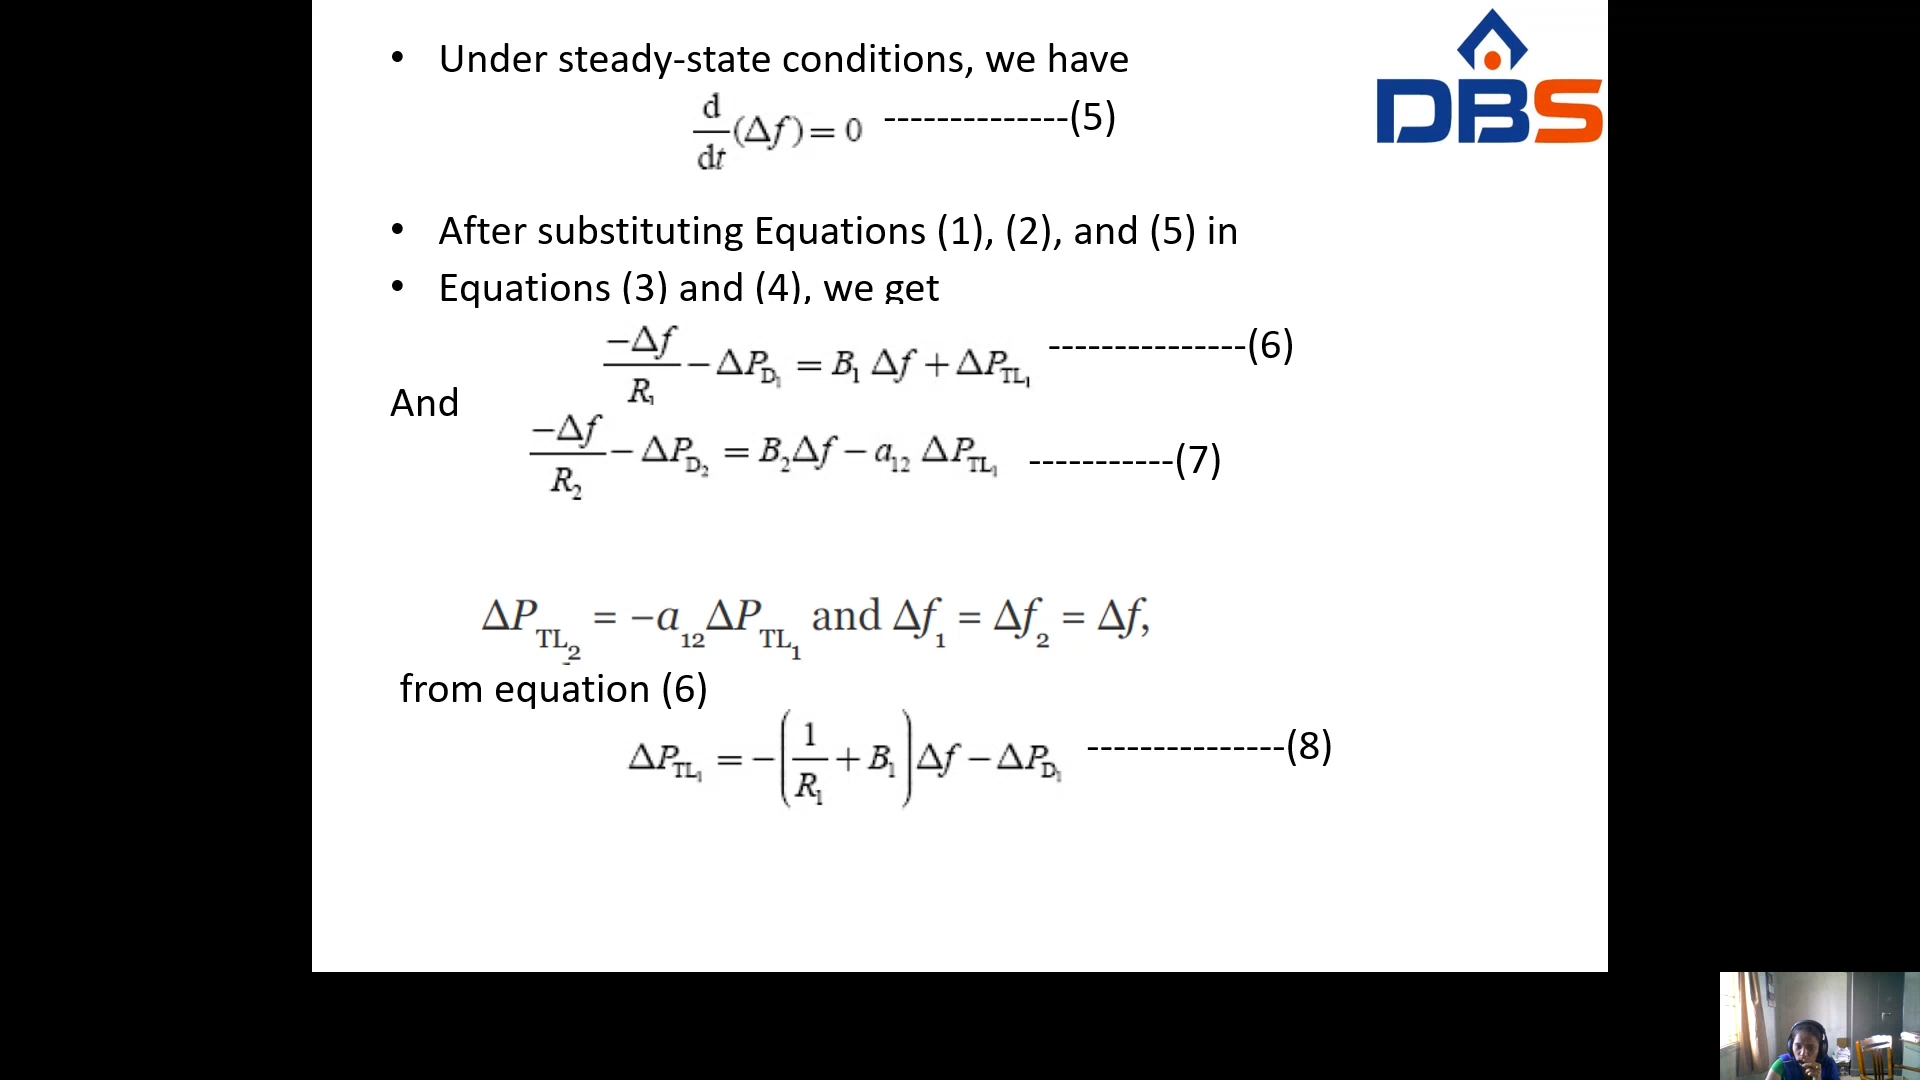 • Under steady-state conditions, we have
d/dt (Δf) = 0 --------------(5)
DBS
• After substituting Equations (1), (2), and (5) in
• Equations (3) and (4), we get
−Δf/R₁ − ΔP_D₁ = B₁ Δf + ΔP_TL₁ ---------------(6)
And
−Δf/R₂ − ΔP_D₂ = B₂Δf − a₁₂ ΔP_TL₁ -----------(7)
ΔP_TL₂ = −a₁₂ΔP_TL₁ and Δf₁ = Δf₂ = Δf,
from equation (6)
ΔP_TL₁ = −(1/R₁ + B₁)Δf − ΔP_D₁ ---------------(8)